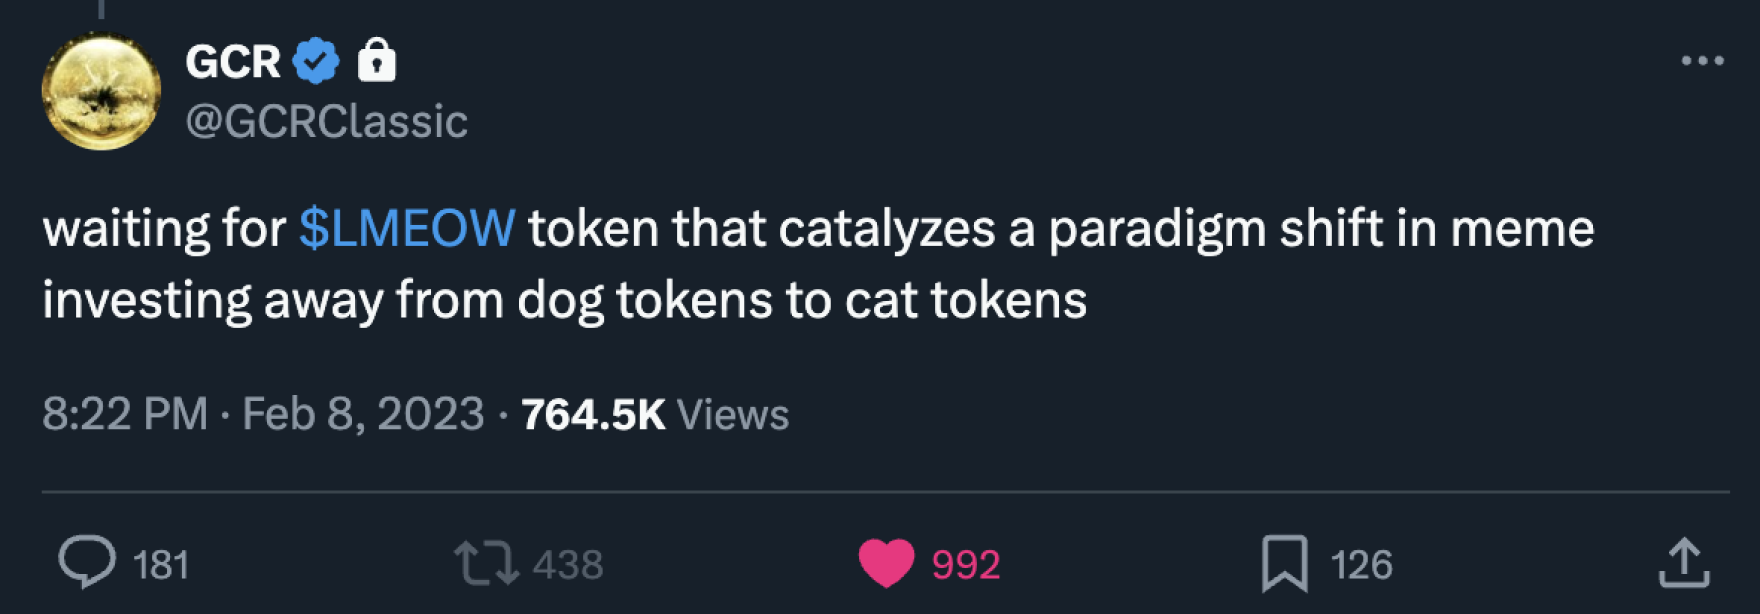 GCR
@GCRClassic
waiting for $LMEOW token that catalyzes a paradigm shift in meme
investing away from dog tokens to cat tokens
8:22 PM · Feb 8, 2023 · 764.5K Views
181 438 992 126